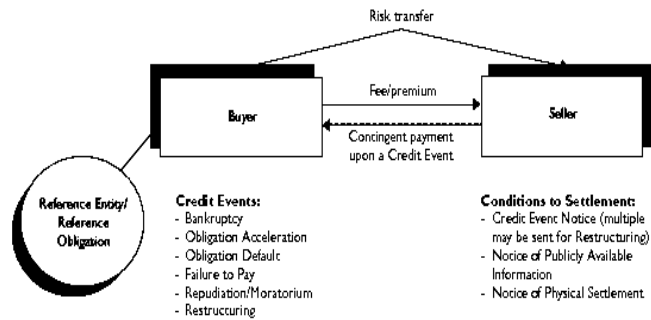 Risk transfer
Fee/premium
Buyer
Seller
Contingent payment
upon a Credit Event
Reference Entity/
Reference
Obligation
Credit Events:
- Bankruptcy
- Obligation Acceleration
- Obligation Default
- Failure to Pay
- Repudiation/Moratorium
- Restructuring
Conditions to Settlement:
- Credit Event Notice (multiple
may be sent for Restructuring)
- Notice of Publicly Available
Information
- Notice of Physical Settlement